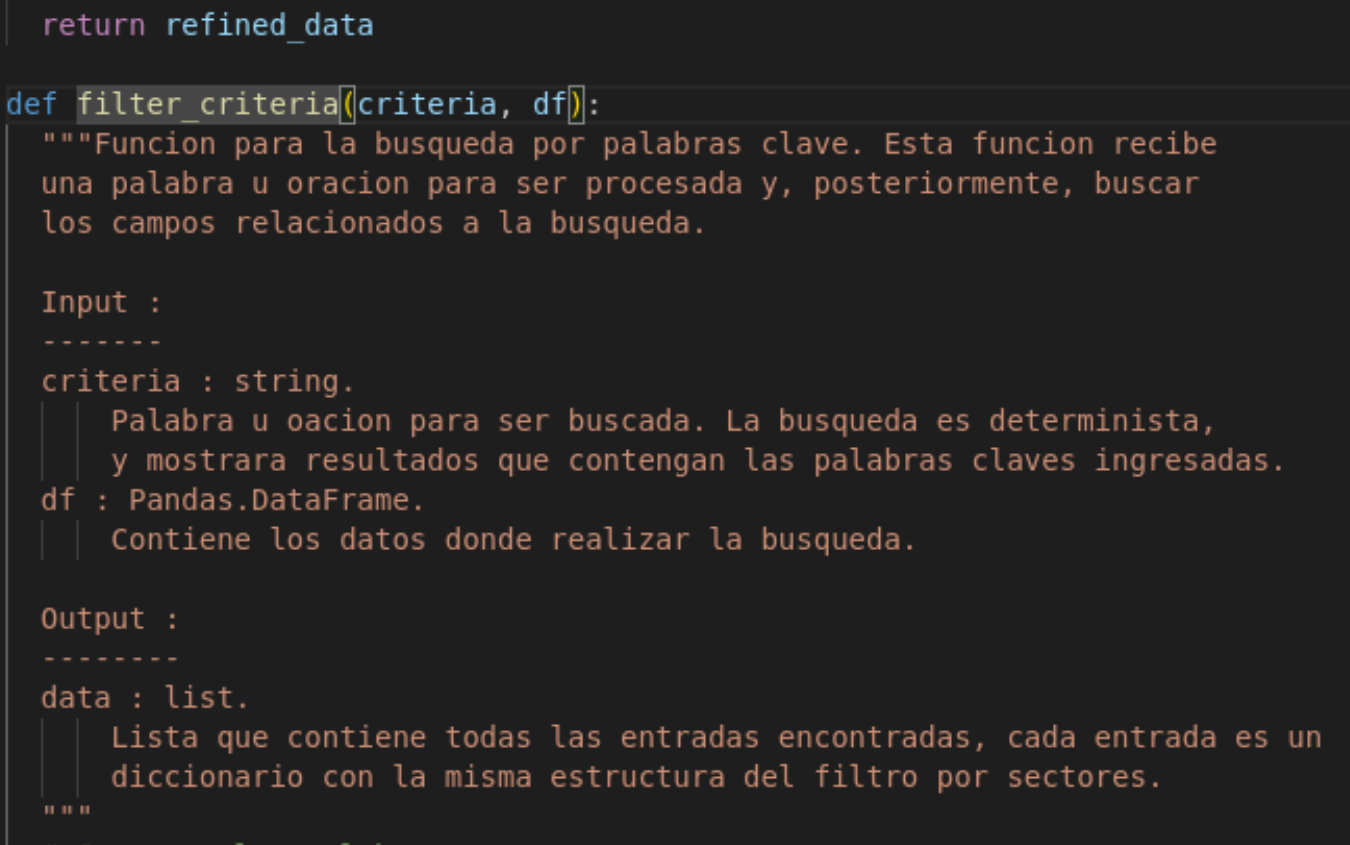 return refined_data
def filter_criteria(criteria, df):
"""Funcion para la busqueda por palabras clave. Esta funcion recibe
una palabra u oracion para ser procesada y, posteriormente, buscar
los campos relacionados a la busqueda.
Input :
-------
criteria : string.
Palabra u oacion para ser buscada. La busqueda es determinista,
y mostrara resultados que contengan las palabras claves ingresadas.
df : Pandas.DataFrame.
Contiene los datos donde realizar la busqueda.
Output :
--------
data : list.
Lista que contiene todas las entradas encontradas, cada entrada es un
diccionario con la misma estructura del filtro por sectores.
"""